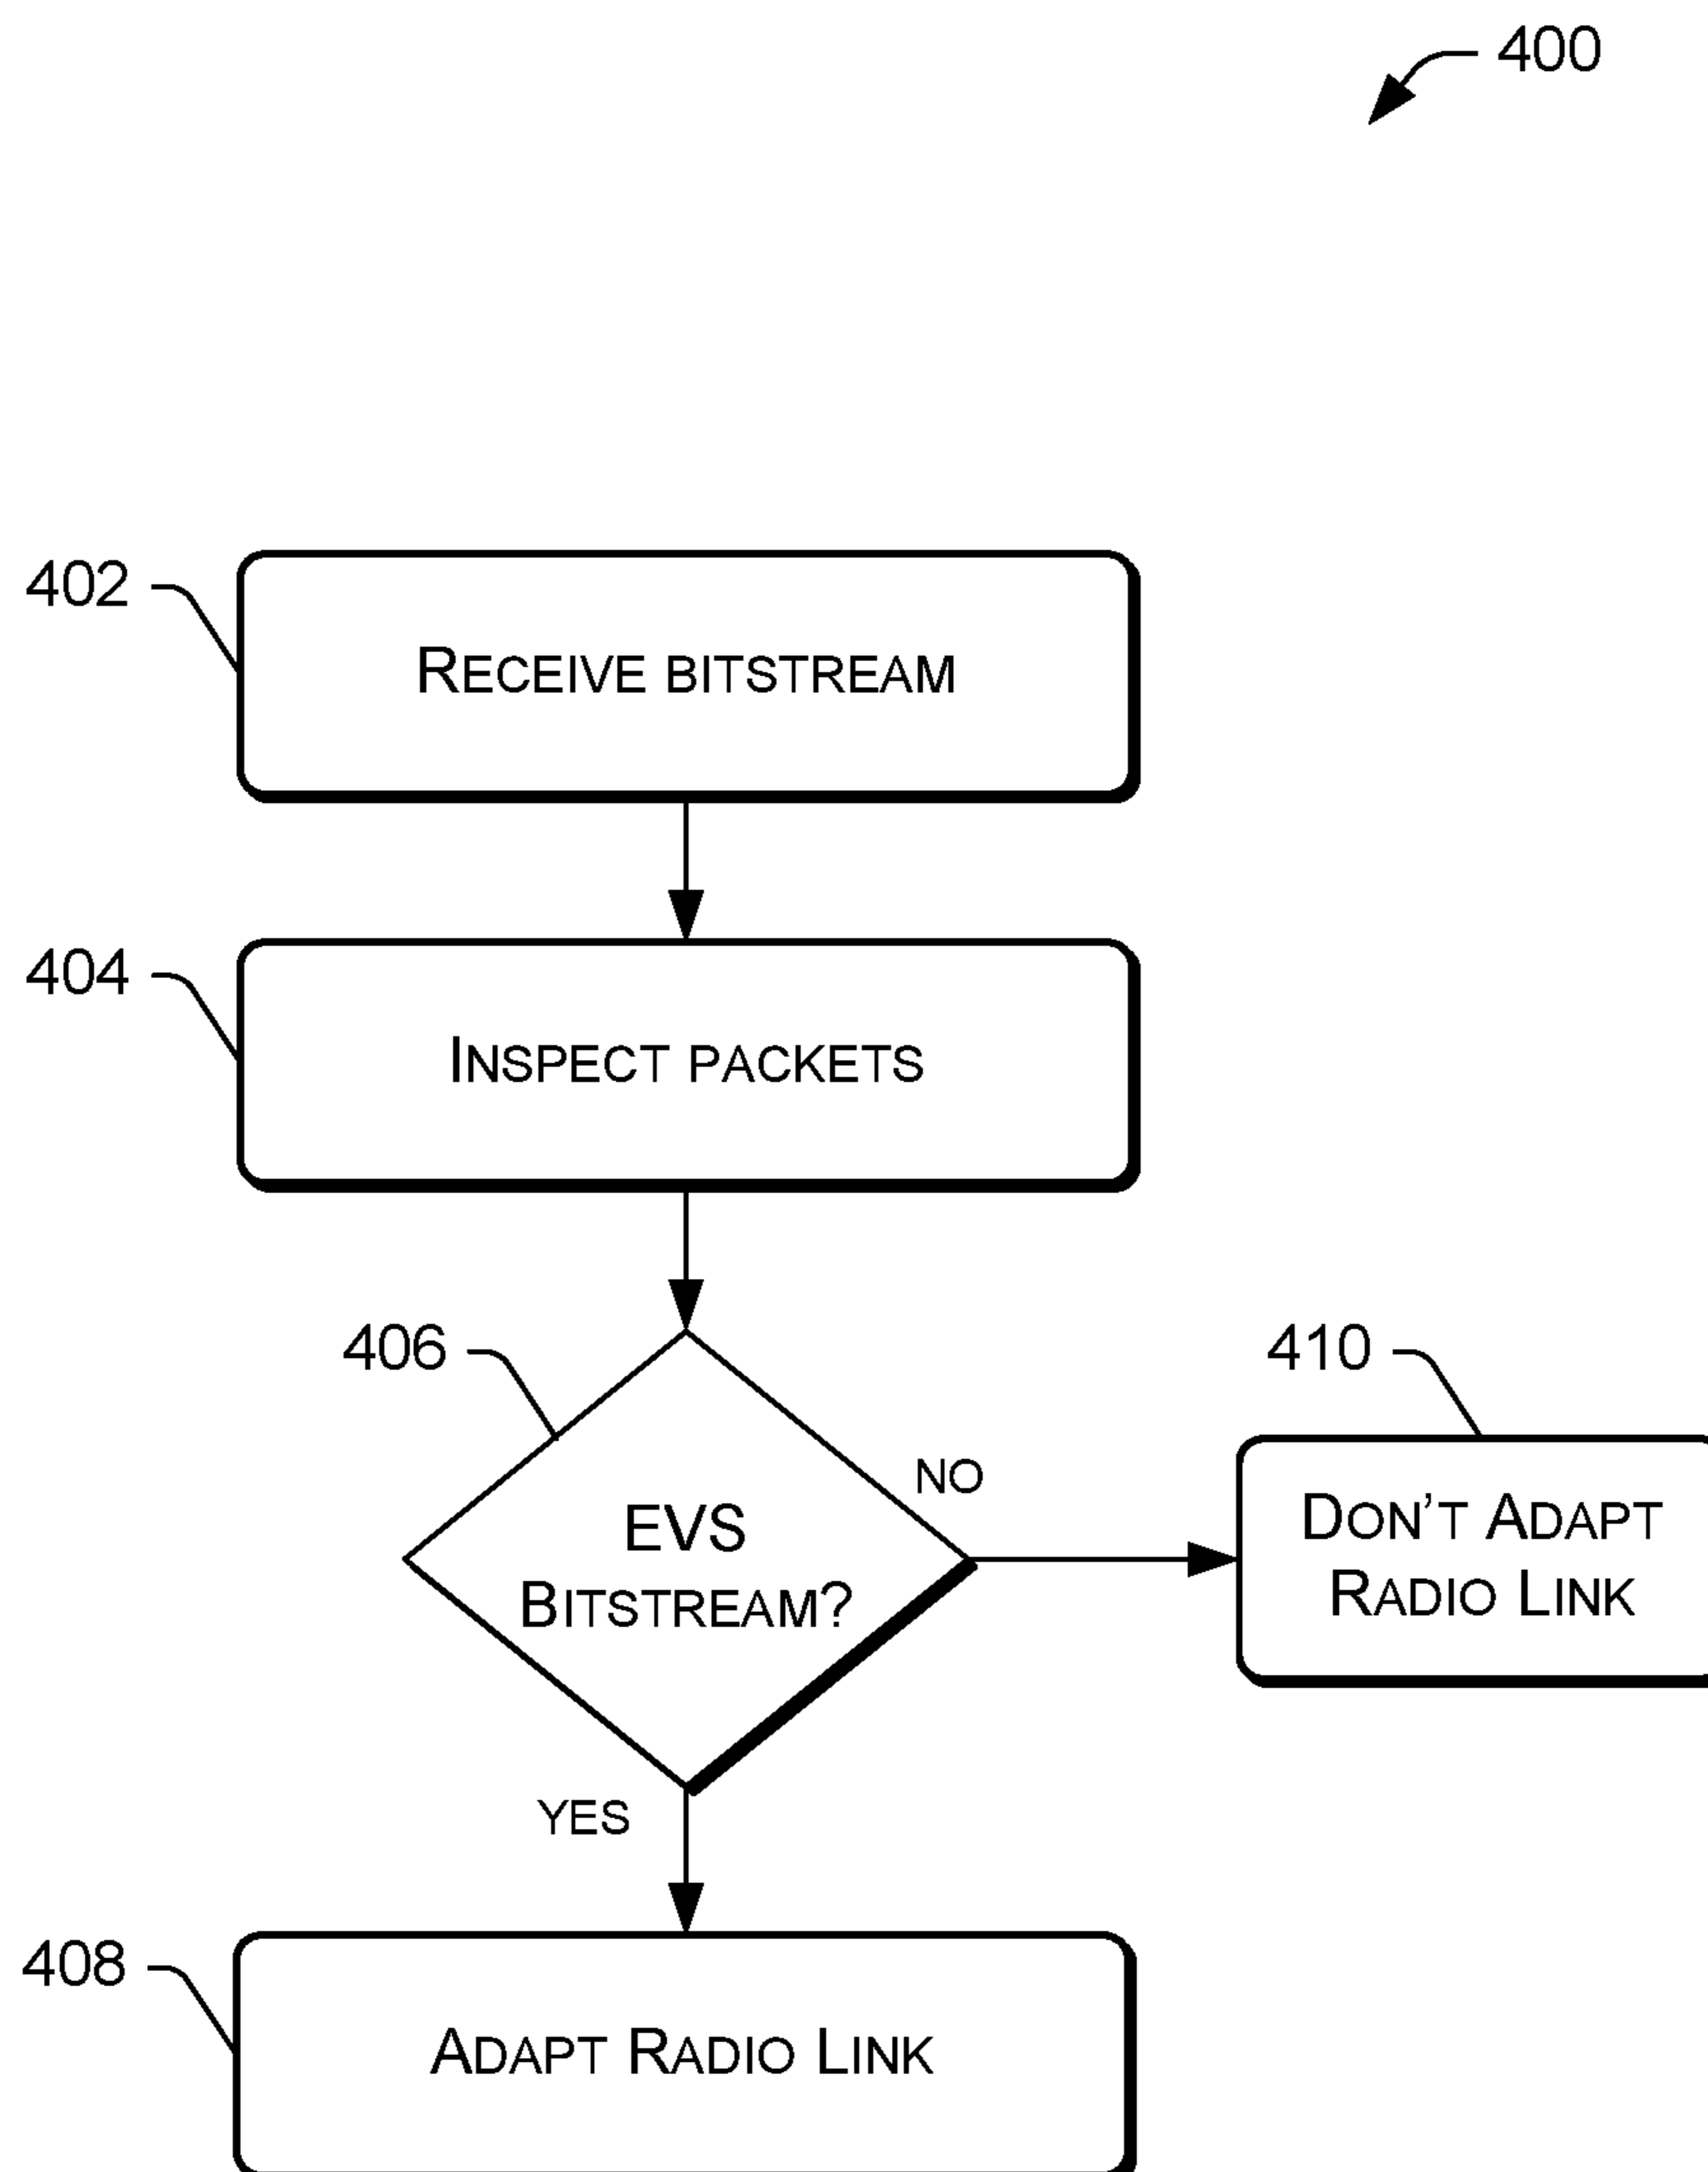 400
402
RECEIVE BITSTREAM
404
INSPECT PACKETS
406
EVS
BITSTREAM?
NO
410
DON'T ADAPT
RADIO LINK
YES
408
ADAPT RADIO LINK